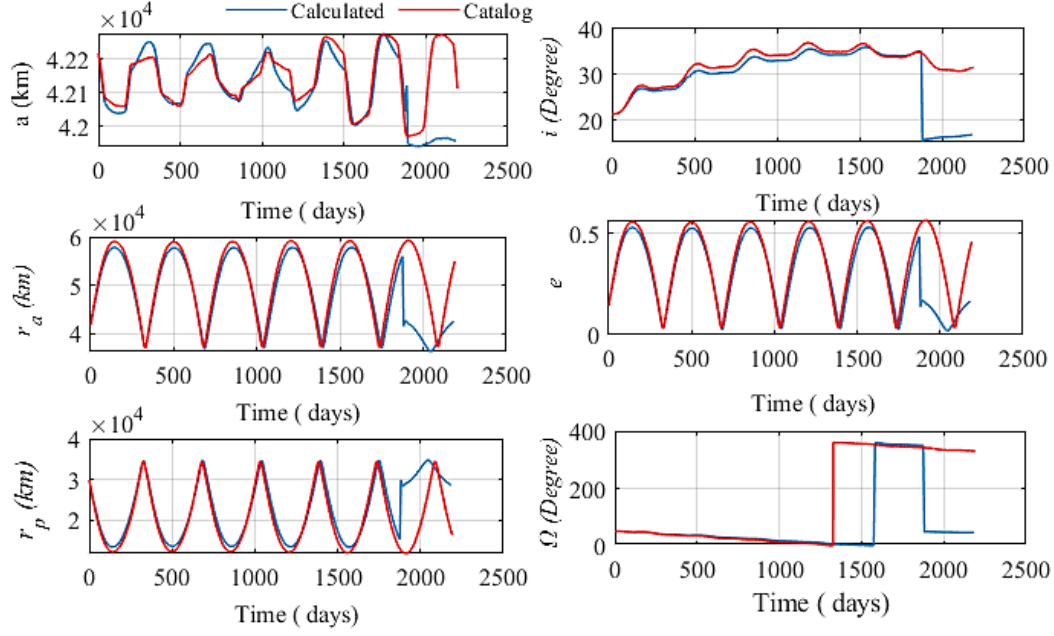 Calculated Catalog
×10⁴
a (km)
4.22
4.21
4.2
0 500 1000 1500 2000 2500
Time ( days)
i (Degree)
40
30
20
0 500 1000 1500 2000 2500
Time ( days)
×10⁴
r_a (km)
6
5
4
0 500 1000 1500 2000 2500
Time ( days)
e
0.5
0
0 500 1000 1500 2000 2500
Time ( days)
×10⁴
r_p (km)
4
3
2
0 500 1000 1500 2000 2500
Time ( days)
Ω (Degree)
400
200
0
0 500 1000 1500 2000 2500
Time ( days)